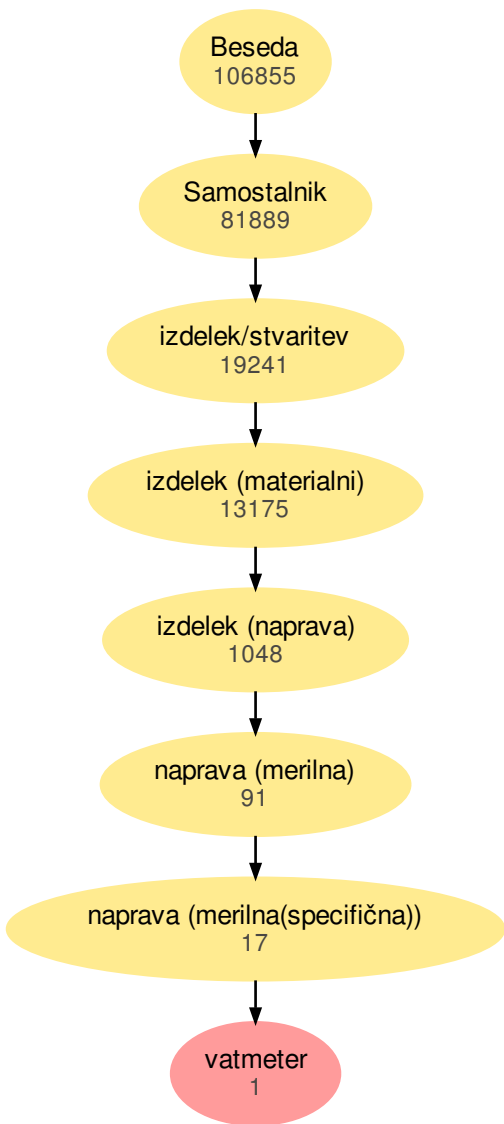 Beseda
106855
Samostalnik
81889
izdelek/stvaritev
19241
izdelek (materialni)
13175
izdelek (naprava)
1048
naprava (merilna)
91
naprava (merilna(specifična))
17
vatmeter
1